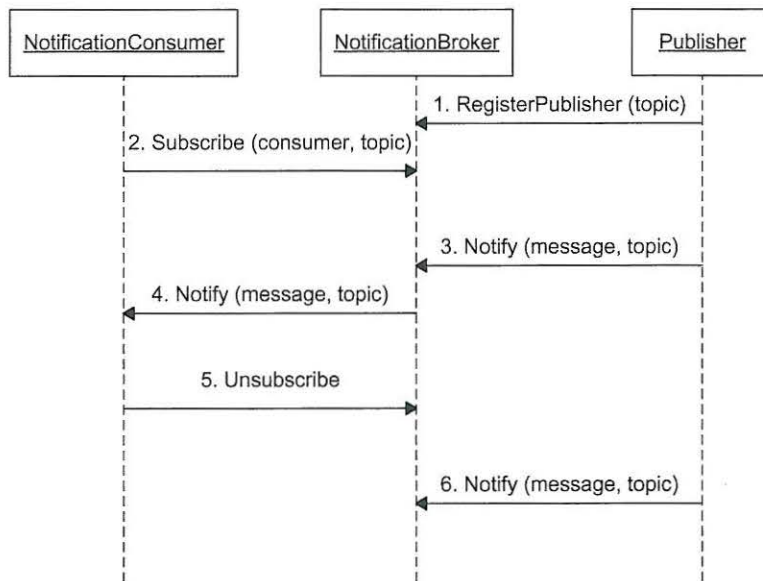 NotificationConsumer
NotificationBroker
Publisher
1. RegisterPublisher (topic)
2. Subscribe (consumer, topic)
3. Notify (message, topic)
4. Notify (message, topic)
5. Unsubscribe
6. Notify (message, topic)